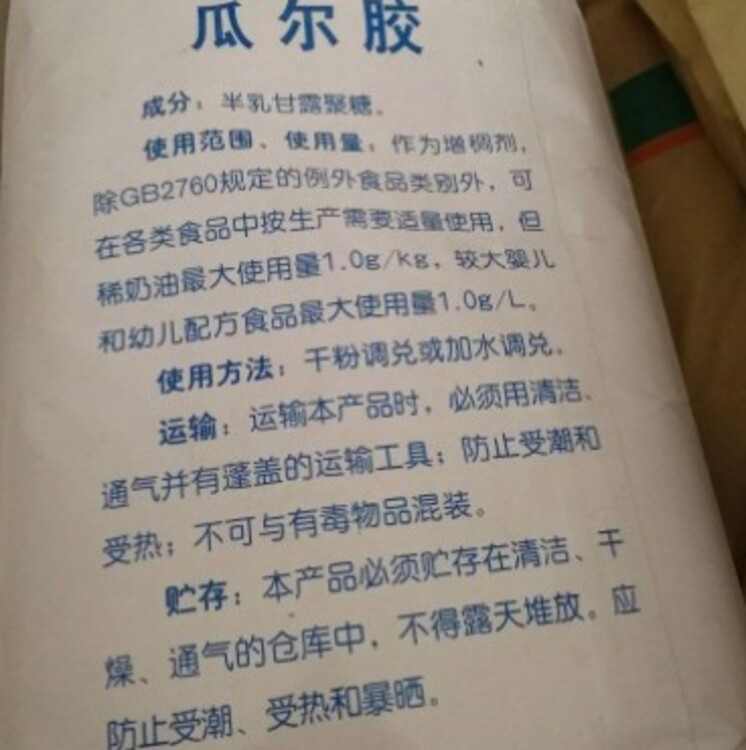 瓜尔胶
成分：半乳甘露聚糖。
使用范围、使用量：作为增稠剂，
除GB2760规定的例外食品类别外，可
在各类食品中按生产需要适量使用，但
稀奶油最大使用量1.0g/kg，较大婴儿
和幼儿配方食品最大使用量1.0g/L。
使用方法：干粉调兑或加水调兑。
运输：运输本产品时，必须用清洁、
通气并有蓬盖的运输工具；防止受潮和
受热；不可与有毒物品混装。
贮存：本产品必须贮存在清洁、干
燥、通气的仓库中，不得露天堆放。应
防止受潮、受热和暴晒。